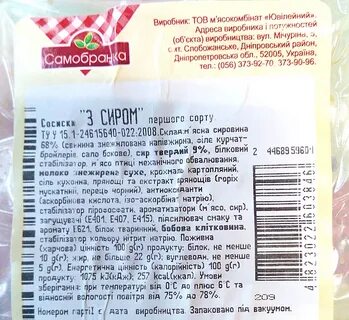 Самобранка
Виробник: ТОВ м'ясокомбінат «Ювілейний».
Адреса виробника і потужностей
(об'єкта) виробництва: вул. Мічуріна,
смт. Слобожанське, Дніпровський район,
Дніпропетровська обл., 52005, Україна,
тел.: (056) 373-92-70 373-90-96.
Сосиски "З СИРОМ" першого сорту
ТУ У 15.1-24615640-022:2008.Склад:м'ясна сировина
68% (свинина знежилована напівжирна, філе курчат-
бройлерів, сало бокове), сир твердий 9%, білковий
стабілізатор, м'ясо птиці механічного обвалювання,
молоко знежирене сухе, крохмаль картопляний,
сіль кухонна, прянощі та екстракт прянощів (горіх
мускатний, перець чорний), антиоксиданти
(аскорбінова кислота, ізо-аскорбінат натрію),
стабілізатор пірофосфати, ароматизатори (м'ясо, сир),
загущувачі (Е401, Е407, Е415), підсилювач смаку та
аромату Е621, білок тваринний, бобова клітковина,
стабілізатор кольору нітрит натрію. Поживна
(харчова) цінність 100 g(г) продукту: білок, не менше
10 g(г); жир, не більше 22 g(г); вуглеводи, не менше
5 g(г). Енергетична цінність (калорійність) 100 g(г)
продукту: 1075 кJ(кДж); 257 kcal(ккал). Умови
зберігання: при температурі від 0°С до плюс 6°С та
відносній вологості повітря від 75% до 78%.
Номер партії є дата виробництва. Запаковано під вакуумом.
2 446895960
209
4823022460384